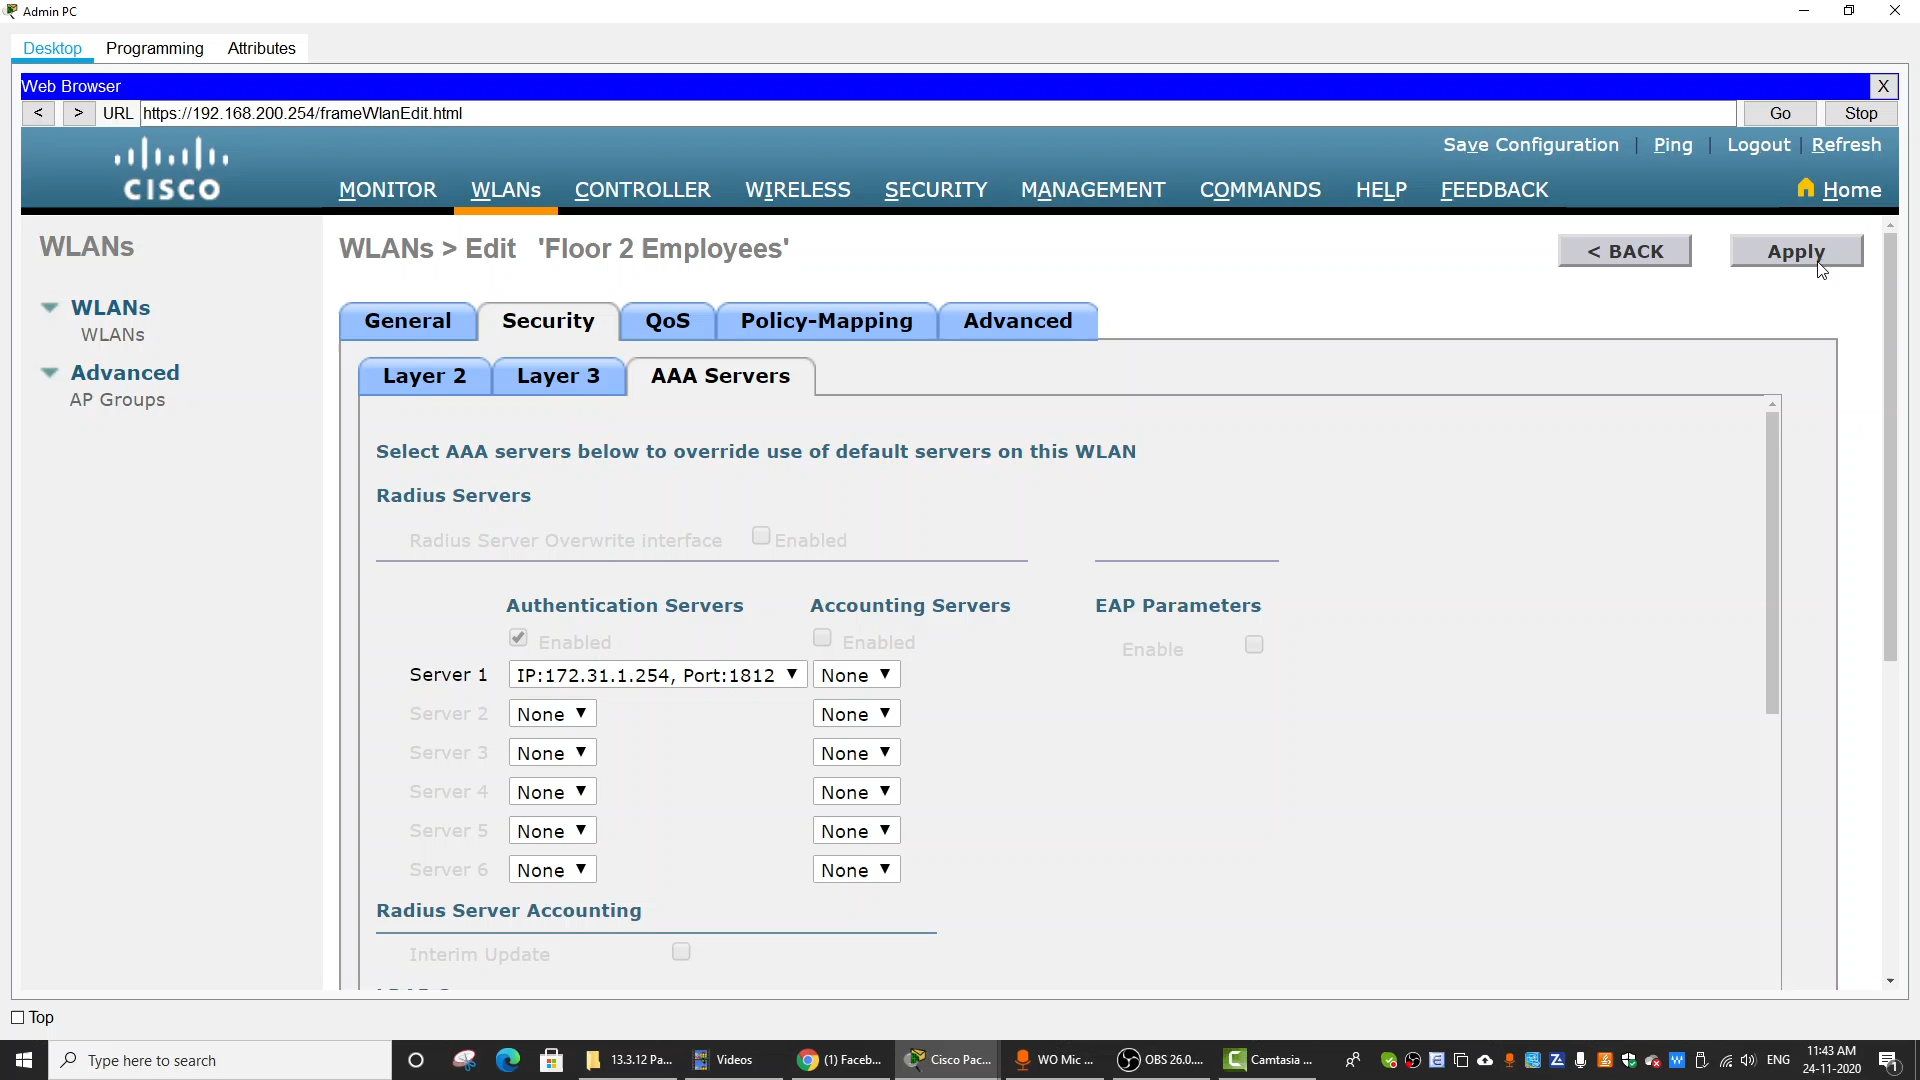 Admin PC
Desktop Programming Attributes
Web Browser X
< > URL https://192.168.200.254/frameWlanEdit.html Go Stop
Save Configuration | Ping | Logout | Refresh
CISCO
MONITOR WLANs CONTROLLER WIRELESS SECURITY MANAGEMENT COMMANDS HELP FEEDBACK Home
WLANs
WLANs > Edit 'Floor 2 Employees'
< BACK Apply
WLANs
WLANs
Advanced
AP Groups
General Security QoS Policy-Mapping Advanced
Layer 2 Layer 3 AAA Servers
Select AAA servers below to override use of default servers on this WLAN
Radius Servers
Radius Server Overwrite interface Enabled
Authentication Servers Accounting Servers EAP Parameters
Enabled Enabled Enable
Server 1 IP:172.31.1.254, Port:1812 None
Server 2 None None
Server 3 None None
Server 4 None None
Server 5 None None
Server 6 None None
Radius Server Accounting
Interim Update
Top
Type here to search
13.3.12 Pa... Videos (1) Faceb... Cisco Pac... WO Mic ... OBS 26.0.... Camtasia ...
ENG 11:43 AM
24-11-2020
1